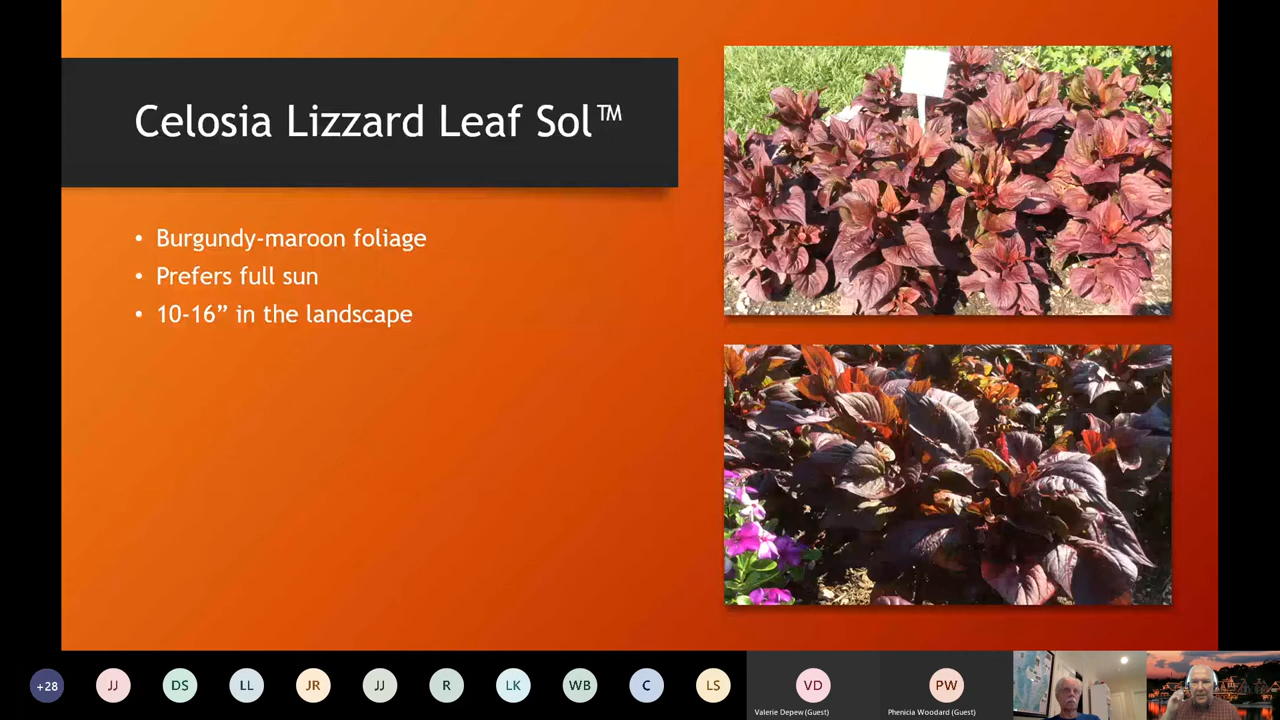 Celosia Lizzard Leaf Sol™
• Burgundy-maroon foliage
• Prefers full sun
• 10-16” in the landscape
+28
JJ
DS
LL
JR
JJ
R
LK
WB
C
LS
VD
PW
Valerie Depew (Guest)
Phenicia Woodard (Guest)